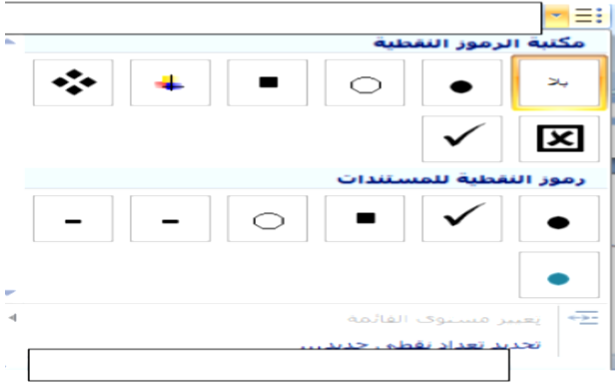 مكتبة الرموز النقطية
بلا
رموز النقطية للمستندات
تغيير مستوى القائمة
تحديد تعداد نقطي جديد...